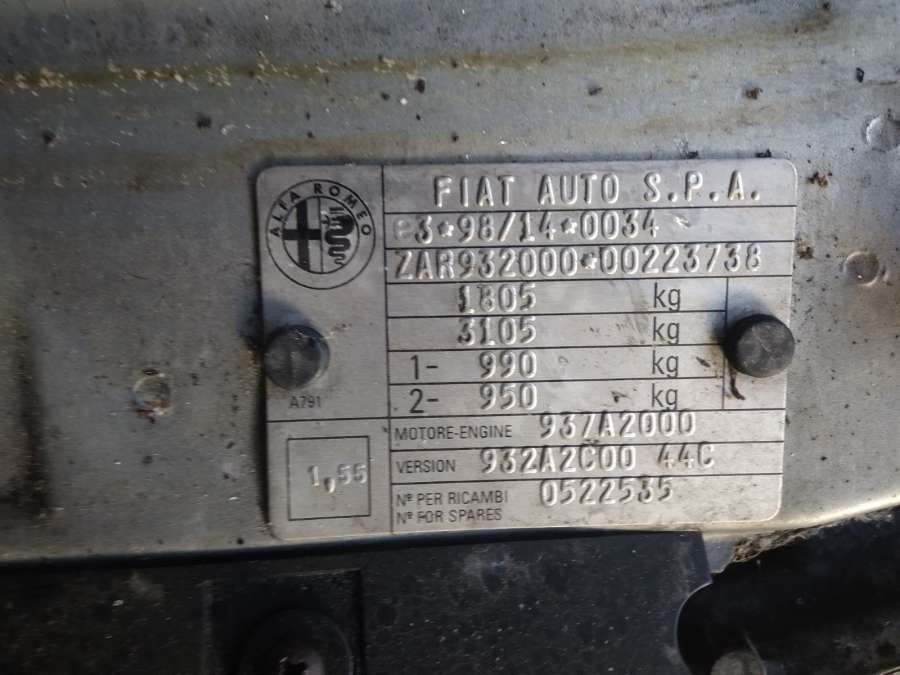 ALFA ROMEO
FIAT AUTO S.P.A.
e3*98/14*0034
ZAR932000*00223738
1805 kg
3105 kg
1- 990 kg
2- 950 kg
A791
MOTORE-ENGINE 937A2000
VERSION 932A2C00 44C
1,55
Nº PER RICAMBI 0522535
Nº FOR SPARES